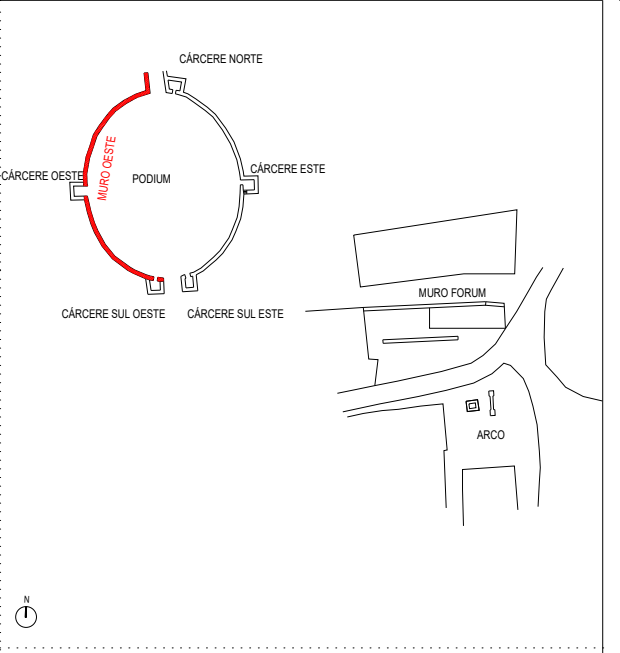 CÁRCERE NORTE
CÁRCERE ESTE
CÁRCERE OESTE
MURO OESTE
PODIUM
MURO FORUM
CÁRCERE SUL OESTE
CÁRCERE SUL ESTE
ARCO
N